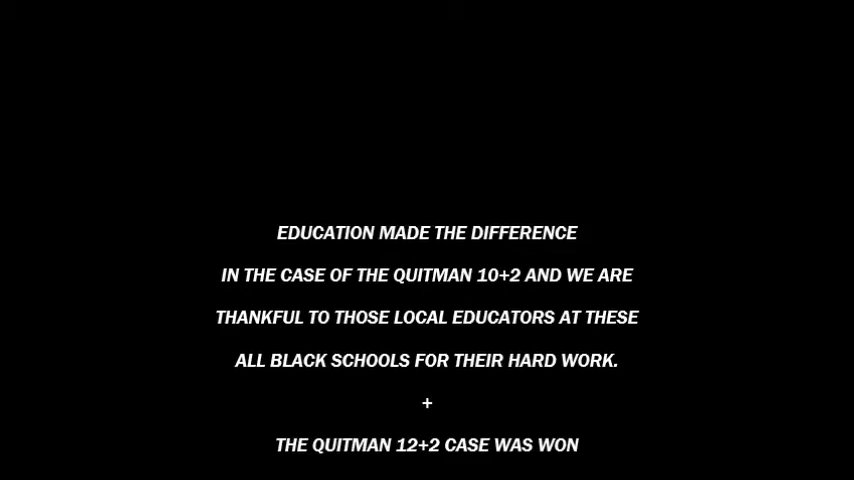 EDUCATION MADE THE DIFFERENCE
IN THE CASE OF THE QUITMAN 10+2 AND WE ARE
THANKFUL TO THOSE LOCAL EDUCATORS AT THESE
ALL BLACK SCHOOLS FOR THEIR HARD WORK.
+
THE QUITMAN 12+2 CASE WAS WON